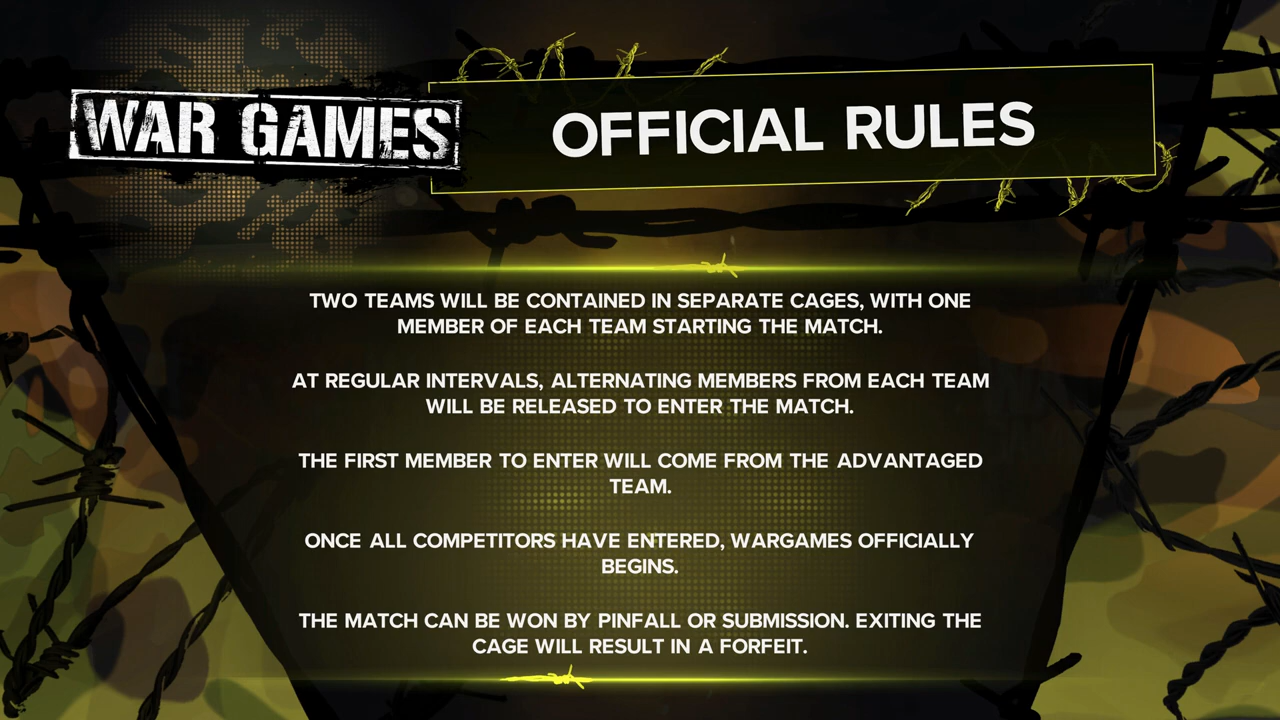 WAR GAMES
OFFICIAL RULES
TWO TEAMS WILL BE CONTAINED IN SEPARATE CAGES, WITH ONE
MEMBER OF EACH TEAM STARTING THE MATCH.
AT REGULAR INTERVALS, ALTERNATING MEMBERS FROM EACH TEAM
WILL BE RELEASED TO ENTER THE MATCH.
THE FIRST MEMBER TO ENTER WILL COME FROM THE ADVANTAGED
TEAM.
ONCE ALL COMPETITORS HAVE ENTERED, WARGAMES OFFICIALLY
BEGINS.
THE MATCH CAN BE WON BY PINFALL OR SUBMISSION. EXITING THE
CAGE WILL RESULT IN A FORFEIT.